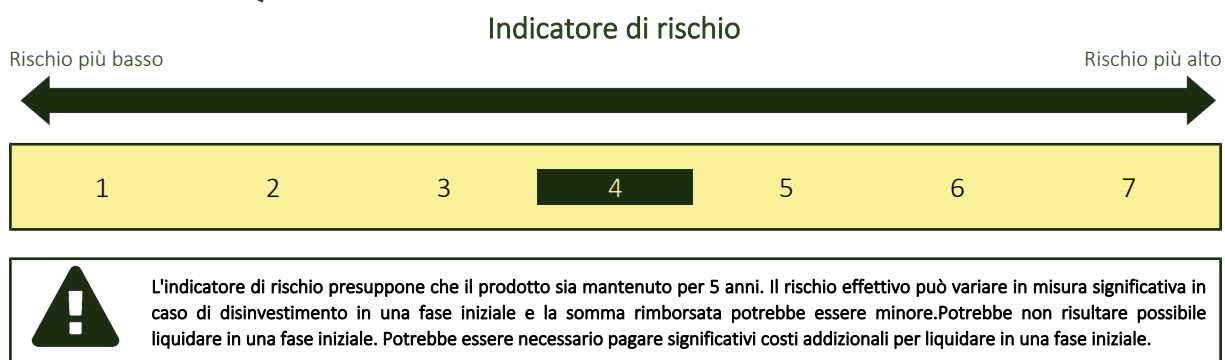 Indicatore di rischio
Rischio più basso
Rischio più alto
1 2 3 4 5 6 7
L'indicatore di rischio presuppone che il prodotto sia mantenuto per 5 anni. Il rischio effettivo può variare in misura significativa in
caso di disinvestimento in una fase iniziale e la somma rimborsata potrebbe essere minore.Potrebbe non risultare possibile
liquidare in una fase iniziale. Potrebbe essere necessario pagare significativi costi addizionali per liquidare in una fase iniziale.